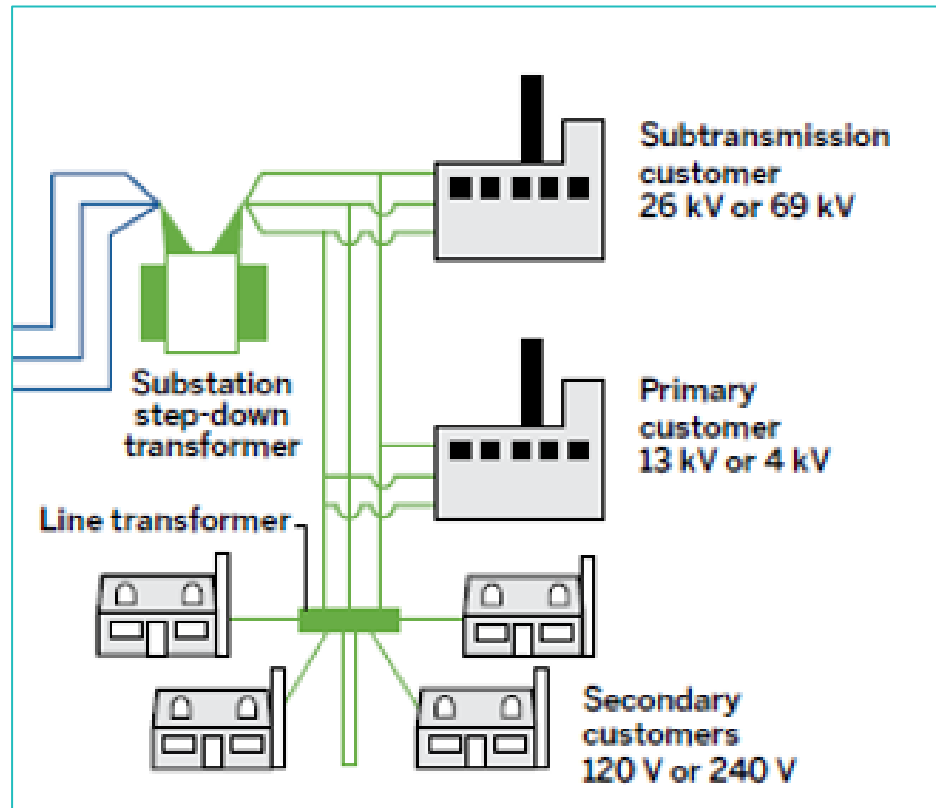 Subtransmission
customer
26 kV or 69 kV
Substation
step-down
transformer
Primary
customer
13 kV or 4 kV
Line transformer
Secondary
customers
120 V or 240 V